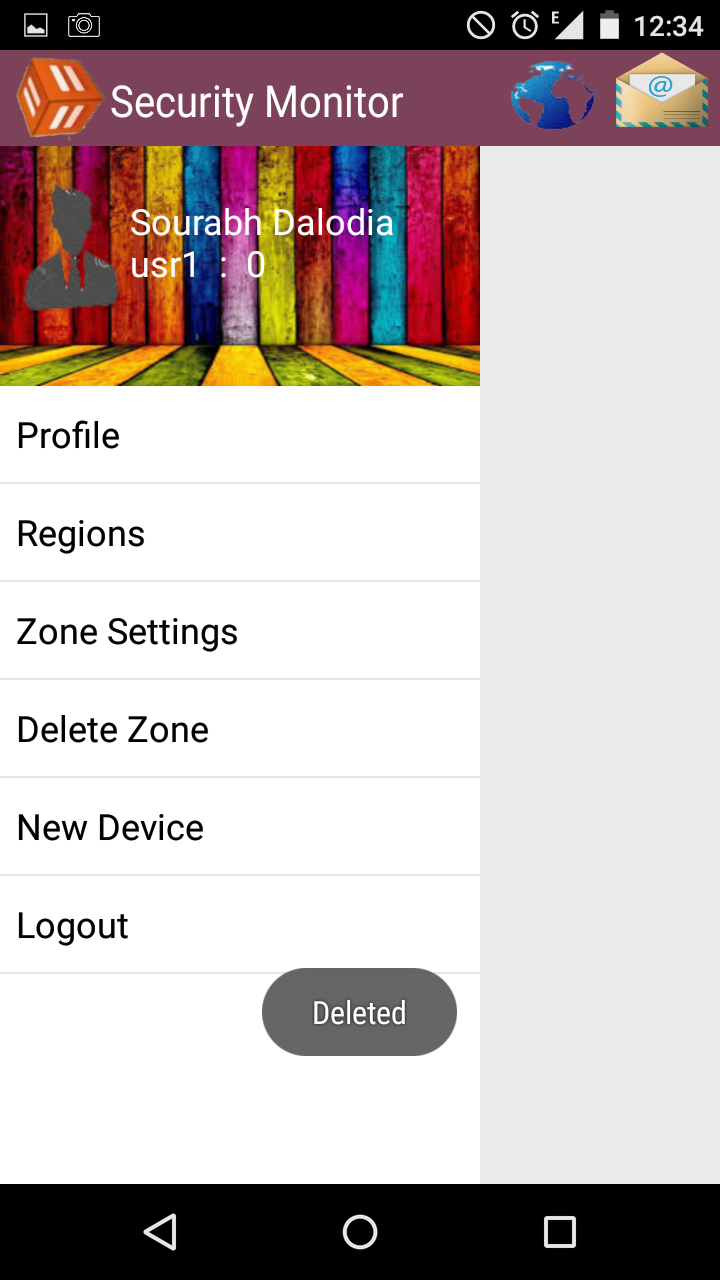 E 12:34
Security Monitor
@
Sourabh Dalodia
usr1 : 0
Profile
Regions
Zone Settings
Delete Zone
New Device
Logout
Deleted